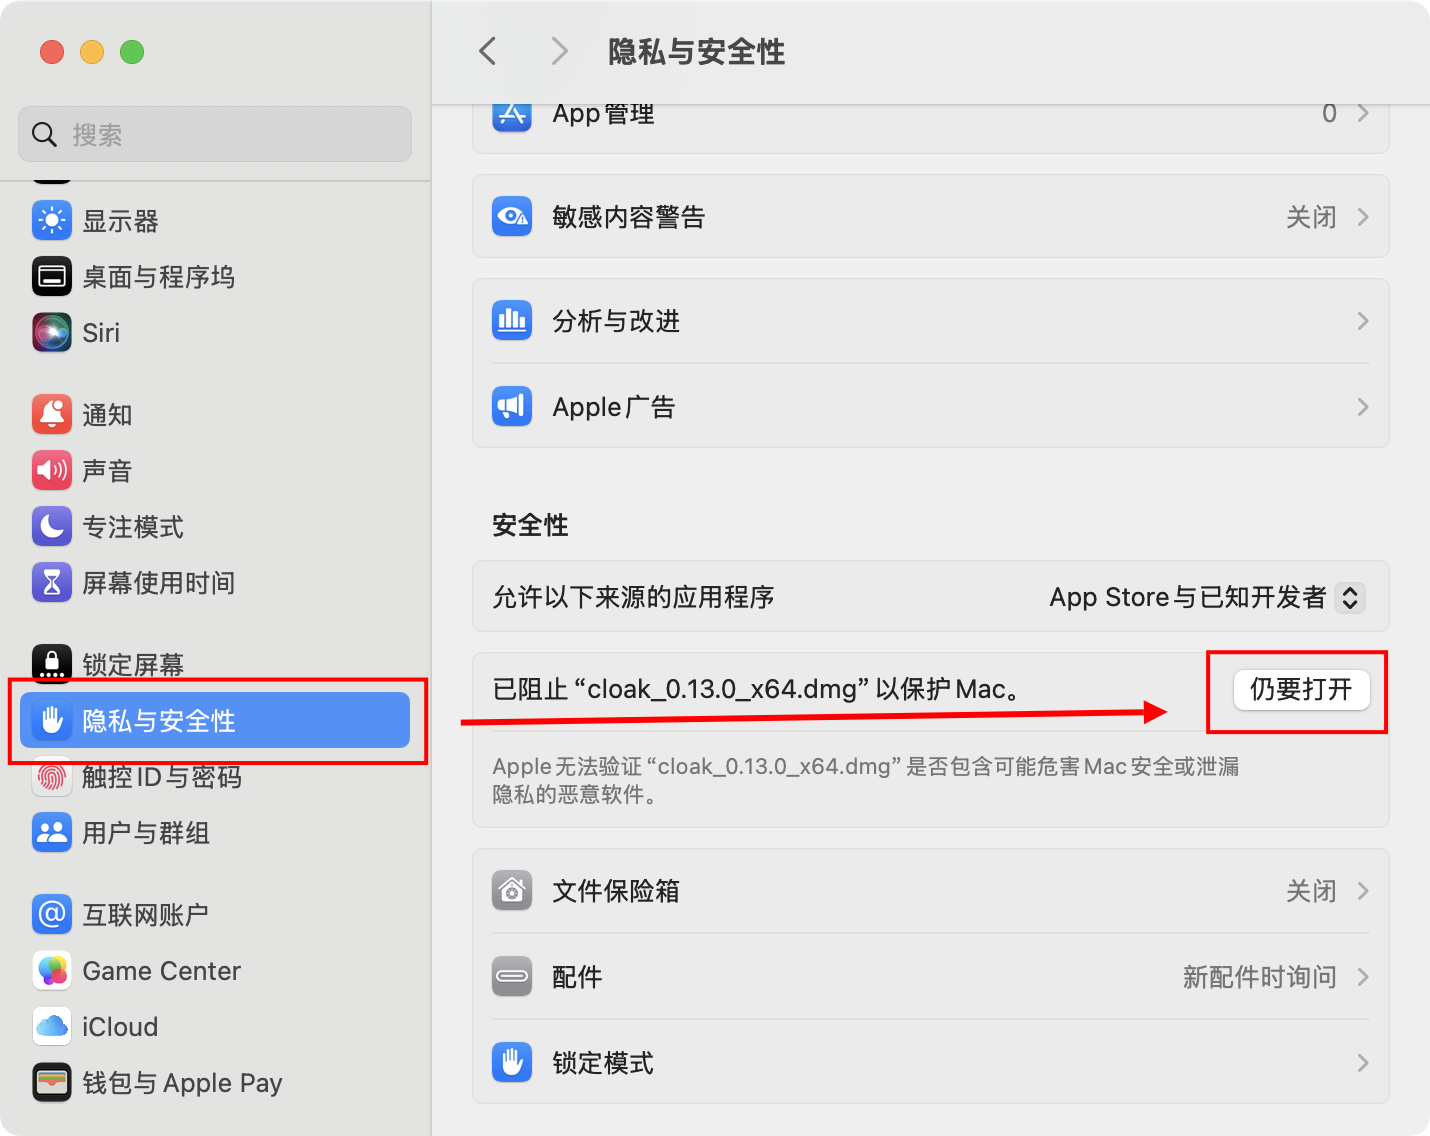 隐私与安全性
搜索
显示器
桌面与程序坞
Siri
通知
声音
专注模式
屏幕使用时间
锁定屏幕
隐私与安全性
触控ID与密码
用户与群组
互联网账户
Game Center
iCloud
钱包与Apple Pay
App管理 0
敏感内容警告 关闭
分析与改进
Apple广告
安全性
允许以下来源的应用程序 App Store与已知开发者
已阻止“cloak_0.13.0_x64.dmg”以保护Mac。 仍要打开
Apple无法验证“cloak_0.13.0_x64.dmg”是否包含可能危害Mac安全或泄漏
隐私的恶意软件。
文件保险箱 关闭
配件 新配件时询问
锁定模式